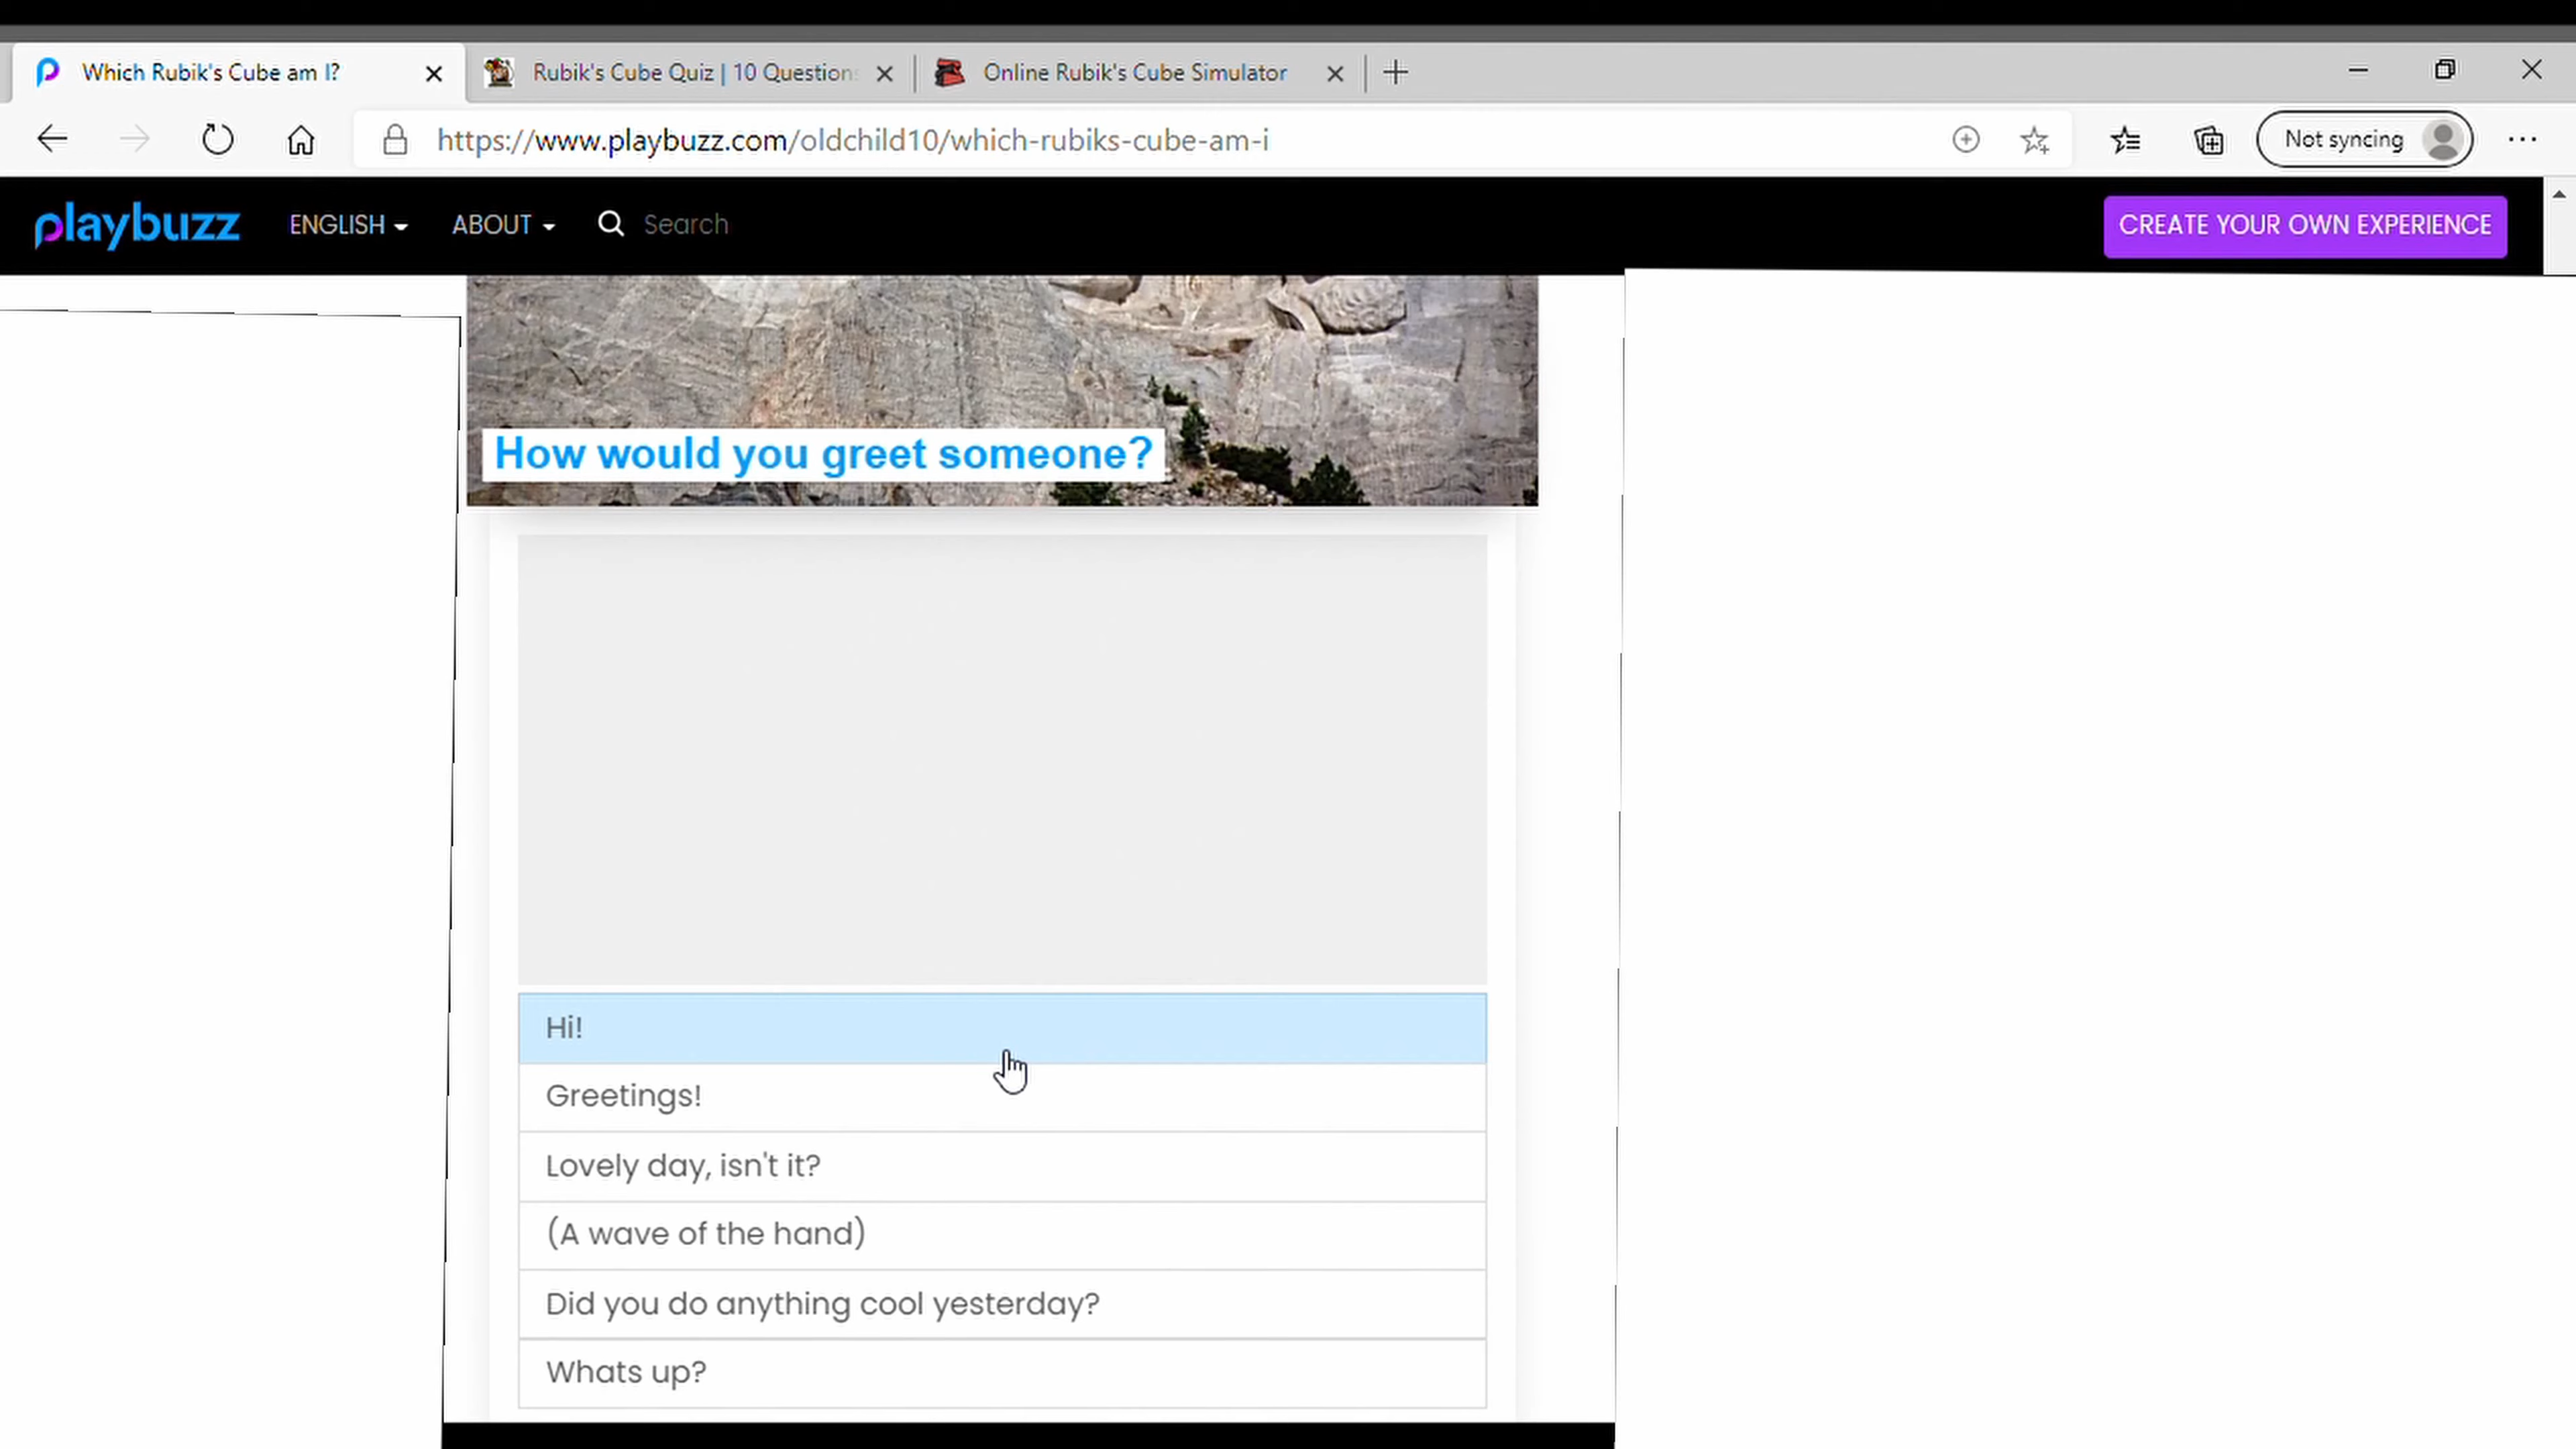 Which Rubik's Cube am I?
Rubik's Cube Quiz | 10 Questions
Online Rubik's Cube Simulator
https://www.playbuzz.com/oldchild10/which-rubiks-cube-am-i
Not syncing
playbuzz
ENGLISH
ABOUT
Search
CREATE YOUR OWN EXPERIENCE
How would you greet someone?
Hi!
Greetings!
Lovely day, isn't it?
(A wave of the hand)
Did you do anything cool yesterday?
Whats up?